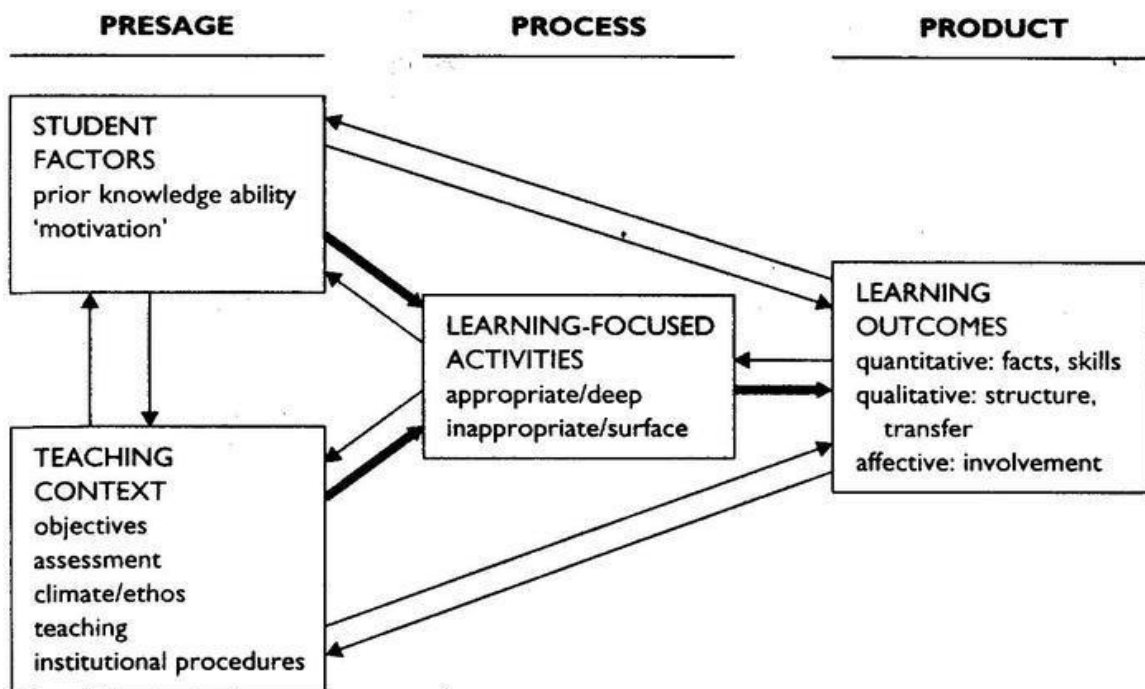 PRESAGE
PROCESS
PRODUCT
STUDENT
FACTORS
prior knowledge ability
‘motivation’
LEARNING-FOCUSED
ACTIVITIES
appropriate/deep
inappropriate/surface
LEARNING
OUTCOMES
quantitative: facts, skills
qualitative: structure,
transfer
affective: involvement
TEACHING
CONTEXT
objectives
assessment
climate/ethos
teaching
institutional procedures